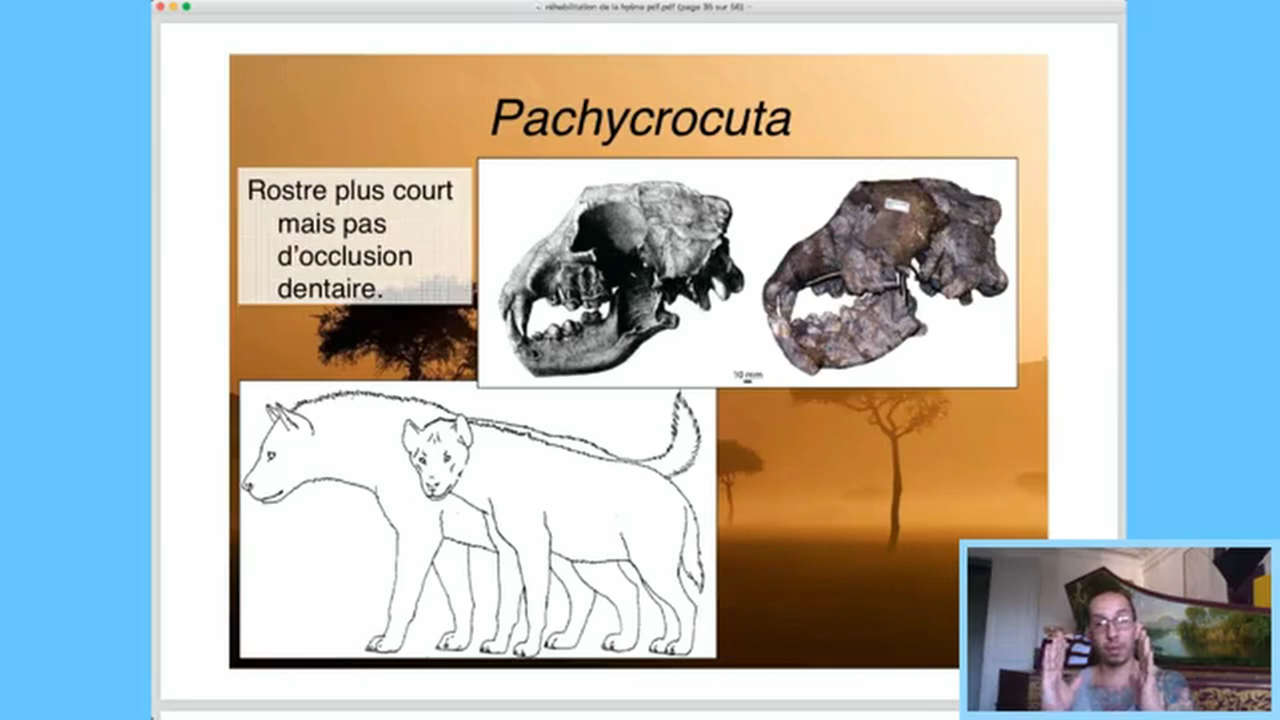 réhabilitation de la hyène pdf.pdf (page 36 sur 56)
Pachycrocuta
Rostre plus court
mais pas
d'occlusion
dentaire.
10 mm